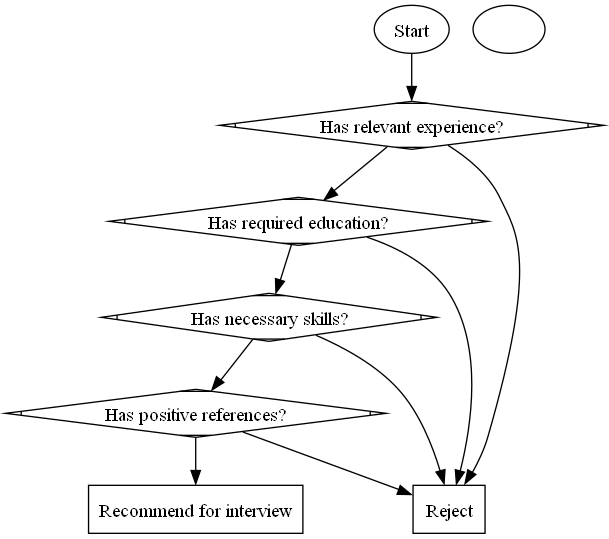 Start
Has relevant experience?
Has required education?
Has necessary skills?
Has positive references?
Recommend for interview
Reject